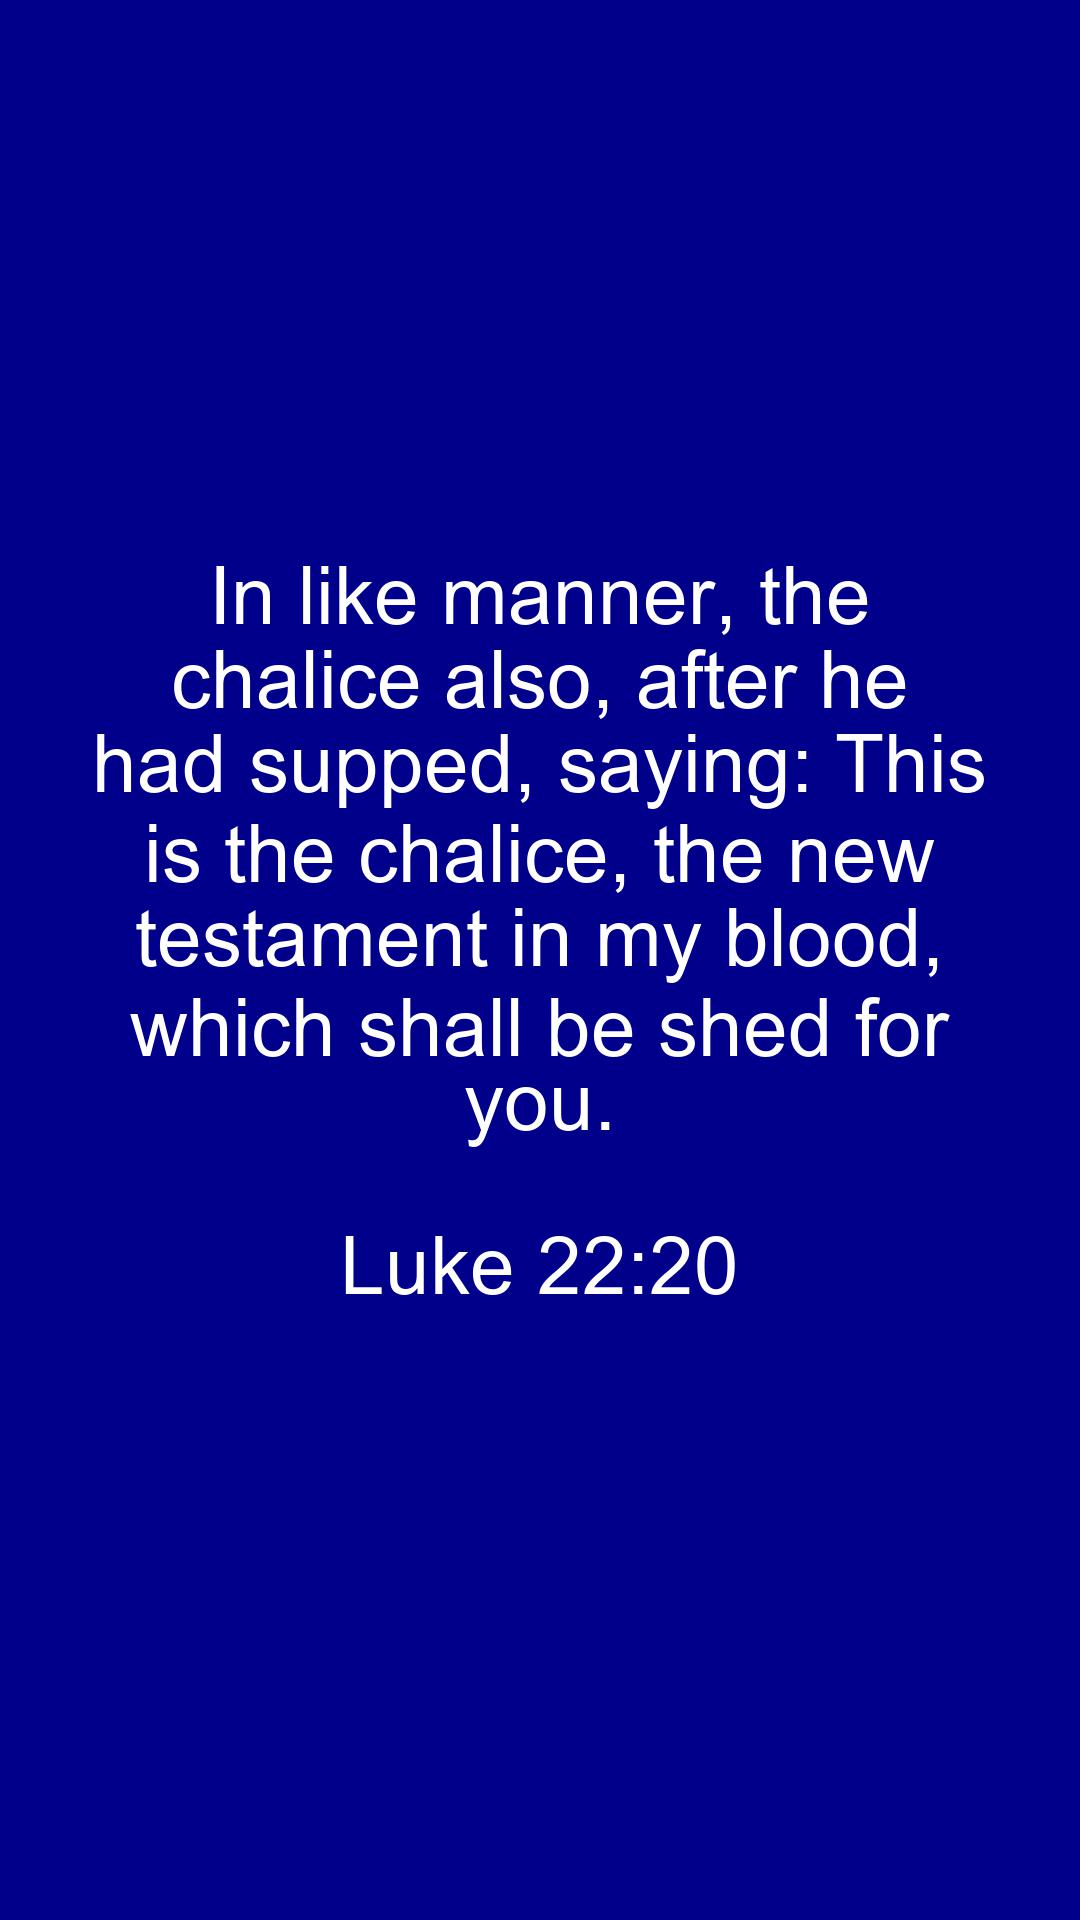 In like manner, the
chalice also, after he
had supped, saying: This
is the chalice, the new
testament in my blood,
which shall be shed for
you.
Luke 22:20